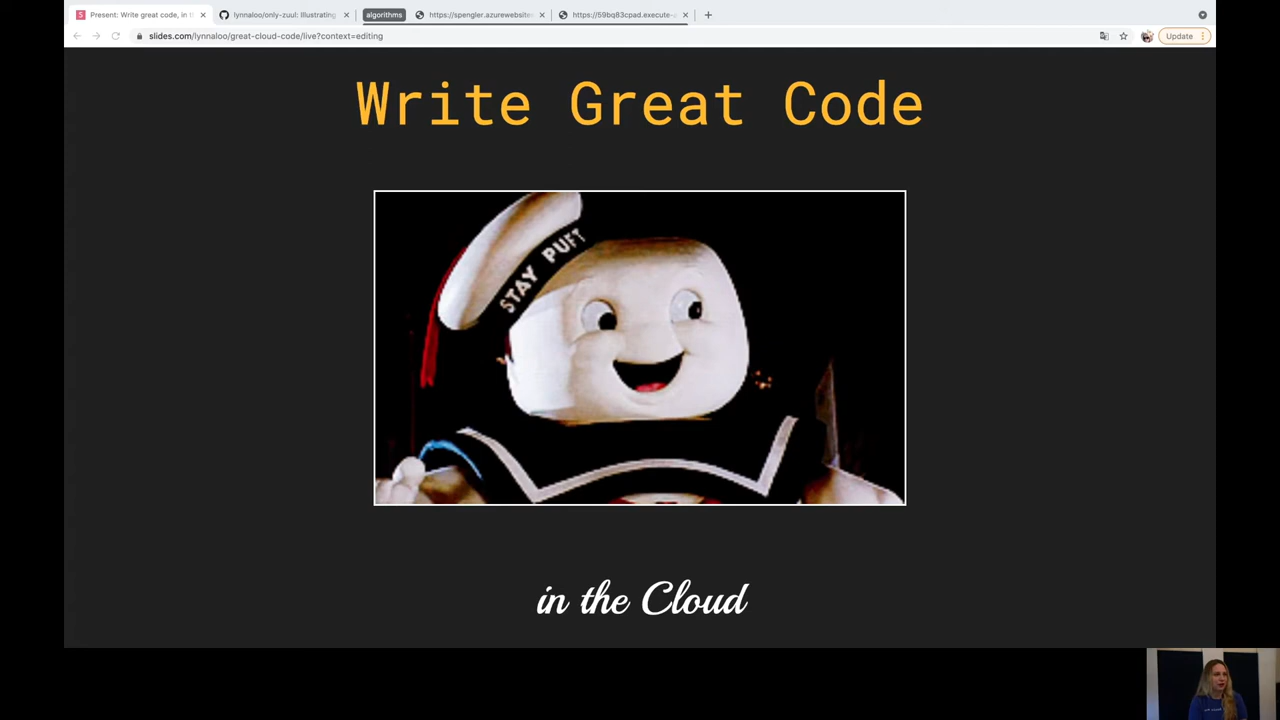 Present: Write great code, in t
lynnaloo/only-zuul: Illustrating
algorithms
https://spengler.azurewebsites
https://59bq83cpad.execute-a
slides.com/lynnaloo/great-cloud-code/live?context=editing
Update
Write Great Code
STAY PUFT
in the Cloud